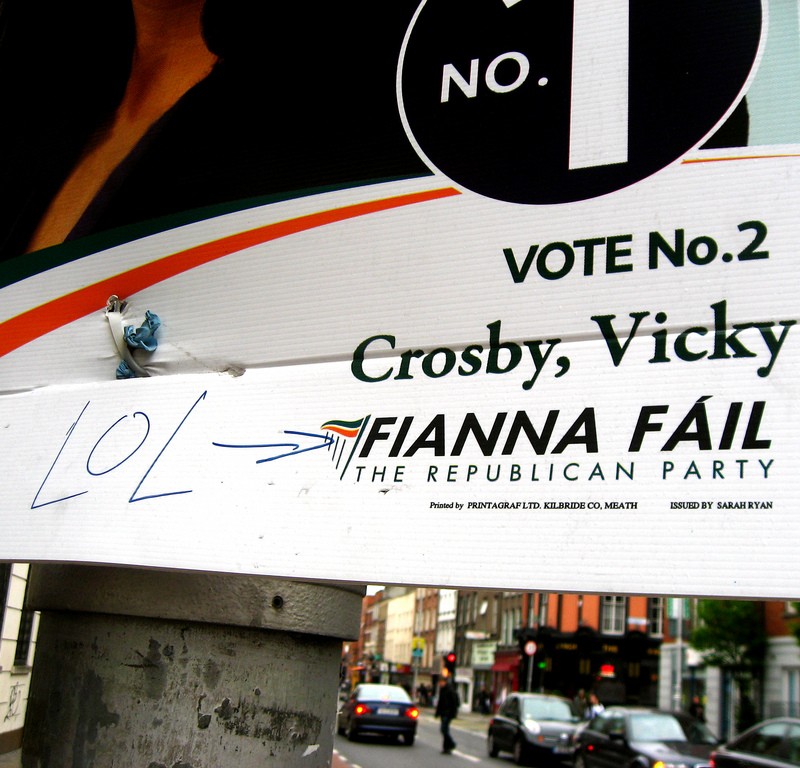 NO. 1
VOTE No.2
Crosby, Vicky
LOL → FIANNA FÁIL
THE REPUBLICAN PARTY
Printed by PRINTAGRAF LTD. KILBRIDE CO, MEATH ISSUED BY SARAH RYAN